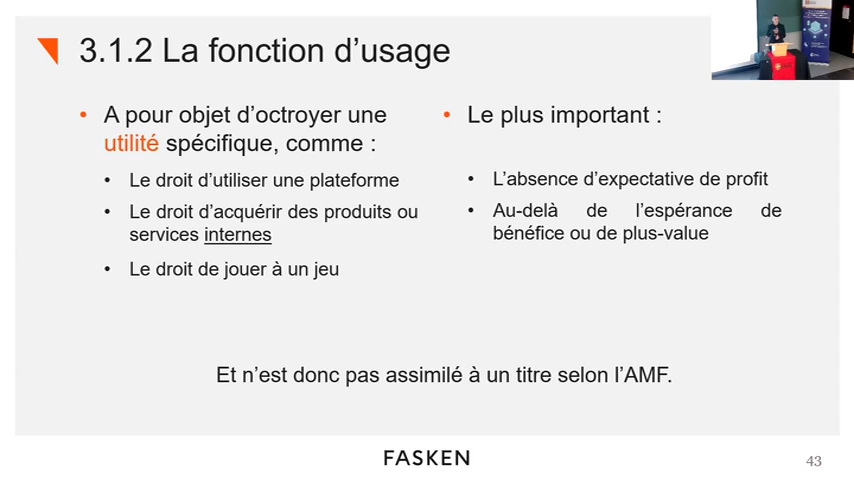 3.1.2 La fonction d’usage
• A pour objet d’octroyer une
utilité spécifique, comme :
• Le droit d’utiliser une plateforme
• Le droit d’acquérir des produits ou
services internes
• Le droit de jouer à un jeu
• Le plus important :
• L’absence d’expectative de profit
• Au-delà de l’espérance de
bénéfice ou de plus-value
Et n’est donc pas assimilé à un titre selon l’AMF.
FASKEN
43